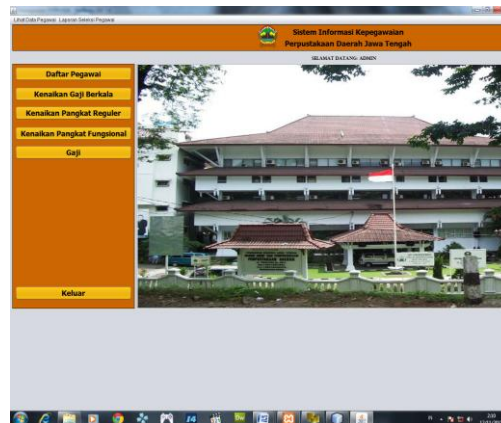 Lihat Data Pegawai Laporan Seleksi Pegawai
Sistem Informasi Kepegawaian
Perpustakaan Daerah Jawa Tengah
SELAMAT DATANG: ADMIN
Daftar Pegawai
Kenaikan Gaji Berkala
Kenaikan Pangkat Reguler
Kenaikan Pangkat Fungsional
Gaji
Keluar